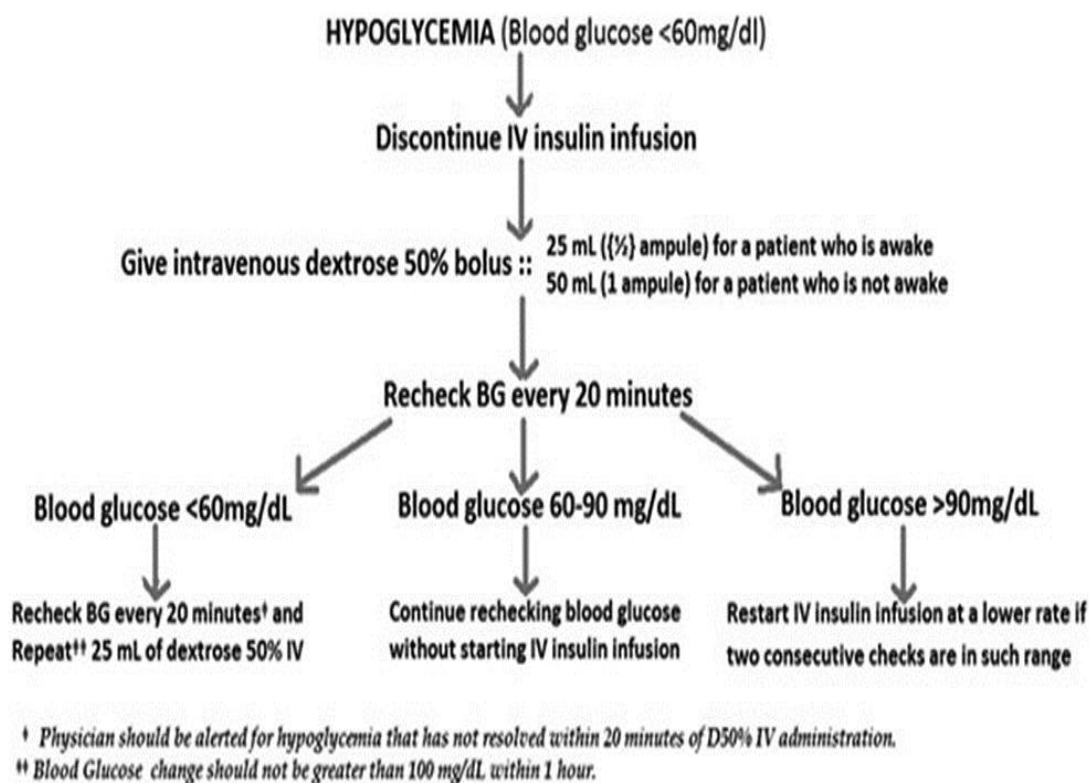 HYPOGLYCEMIA (Blood glucose <60mg/dl)
Discontinue IV insulin infusion
Give intravenous dextrose 50% bolus ::
25 mL ({½} ampule) for a patient who is awake
50 mL (1 ampule) for a patient who is not awake
Recheck BG every 20 minutes
Blood glucose <60mg/dL
Blood glucose 60-90 mg/dL
Blood glucose >90mg/dL
Recheck BG every 20 minutes† and
Repeat†† 25 mL of dextrose 50% IV
Continue rechecking blood glucose
without starting IV insulin infusion
Restart IV insulin infusion at a lower rate if
two consecutive checks are in such range
† Physician should be alerted for hypoglycemia that has not resolved within 20 minutes of D50% IV administration.
†† Blood Glucose change should not be greater than 100 mg/dL within 1 hour.